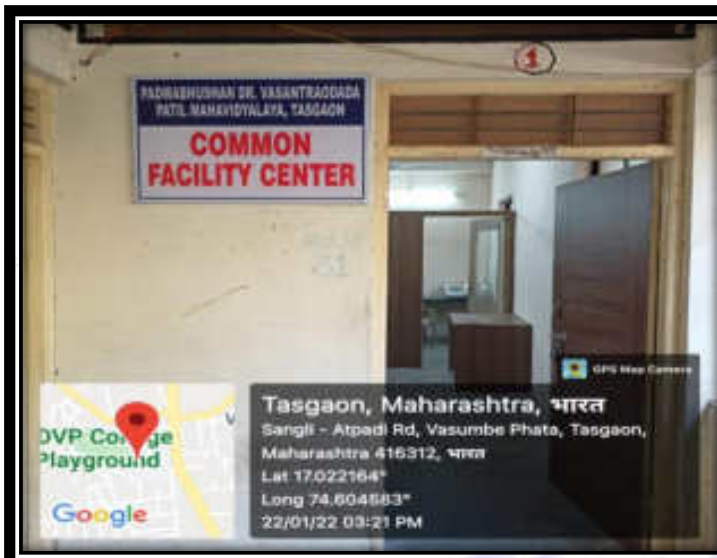 1
PADMABHUSHAN DR. VASANTRAODADA
PATIL MAHAVIDYALAYA, TASGAON
COMMON
FACILITY CENTER
31
GPS Map Camera
DVP College
Playground
Google
Tasgaon, Maharashtra, भारत
Sangli - Atpadi Rd, Vasumbe Phata, Tasgaon,
Maharashtra 416312, भारत
Lat 17.022164°
Long 74.604583°
22/01/22 03:21 PM